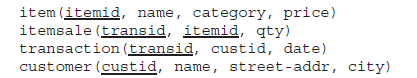 item(itemid, name, category, price)
itemsale(transid, itemid, qty)
transaction(transid, custid, date)
customer(custid, name, street-addr, city)